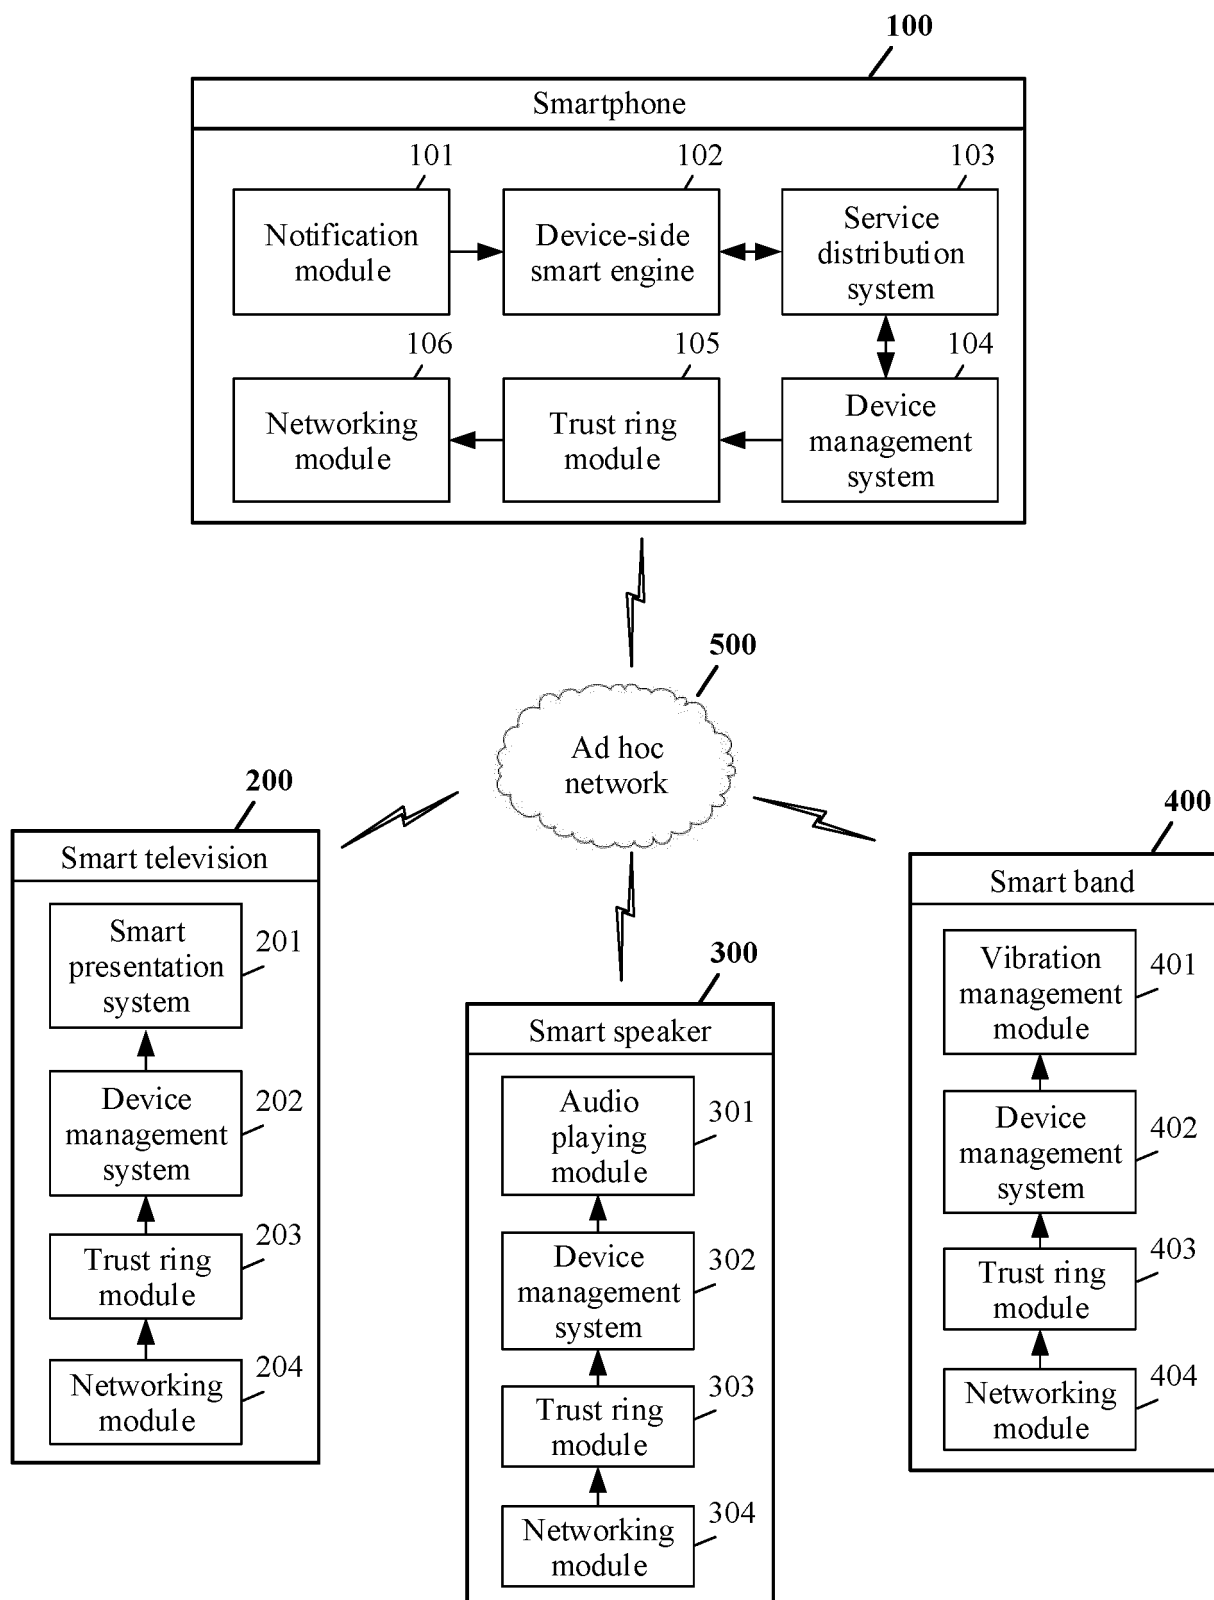 100
Smartphone
101
102
103
Notification
module
Device-side
smart engine
Service
distribution
system
106
105
104
Networking
module
Trust ring
module
Device
management
system
500
Ad hoc
network
200
Smart television
Smart
presentation
system
201
Device
management
system
202
Trust ring
module
203
Networking
module
204
300
Smart speaker
Audio
playing
module
301
Device
management
system
302
Trust ring
module
303
Networking
module
304
400
Smart band
Vibration
management
module
401
Device
management
system
402
Trust ring
module
403
Networking
module
404